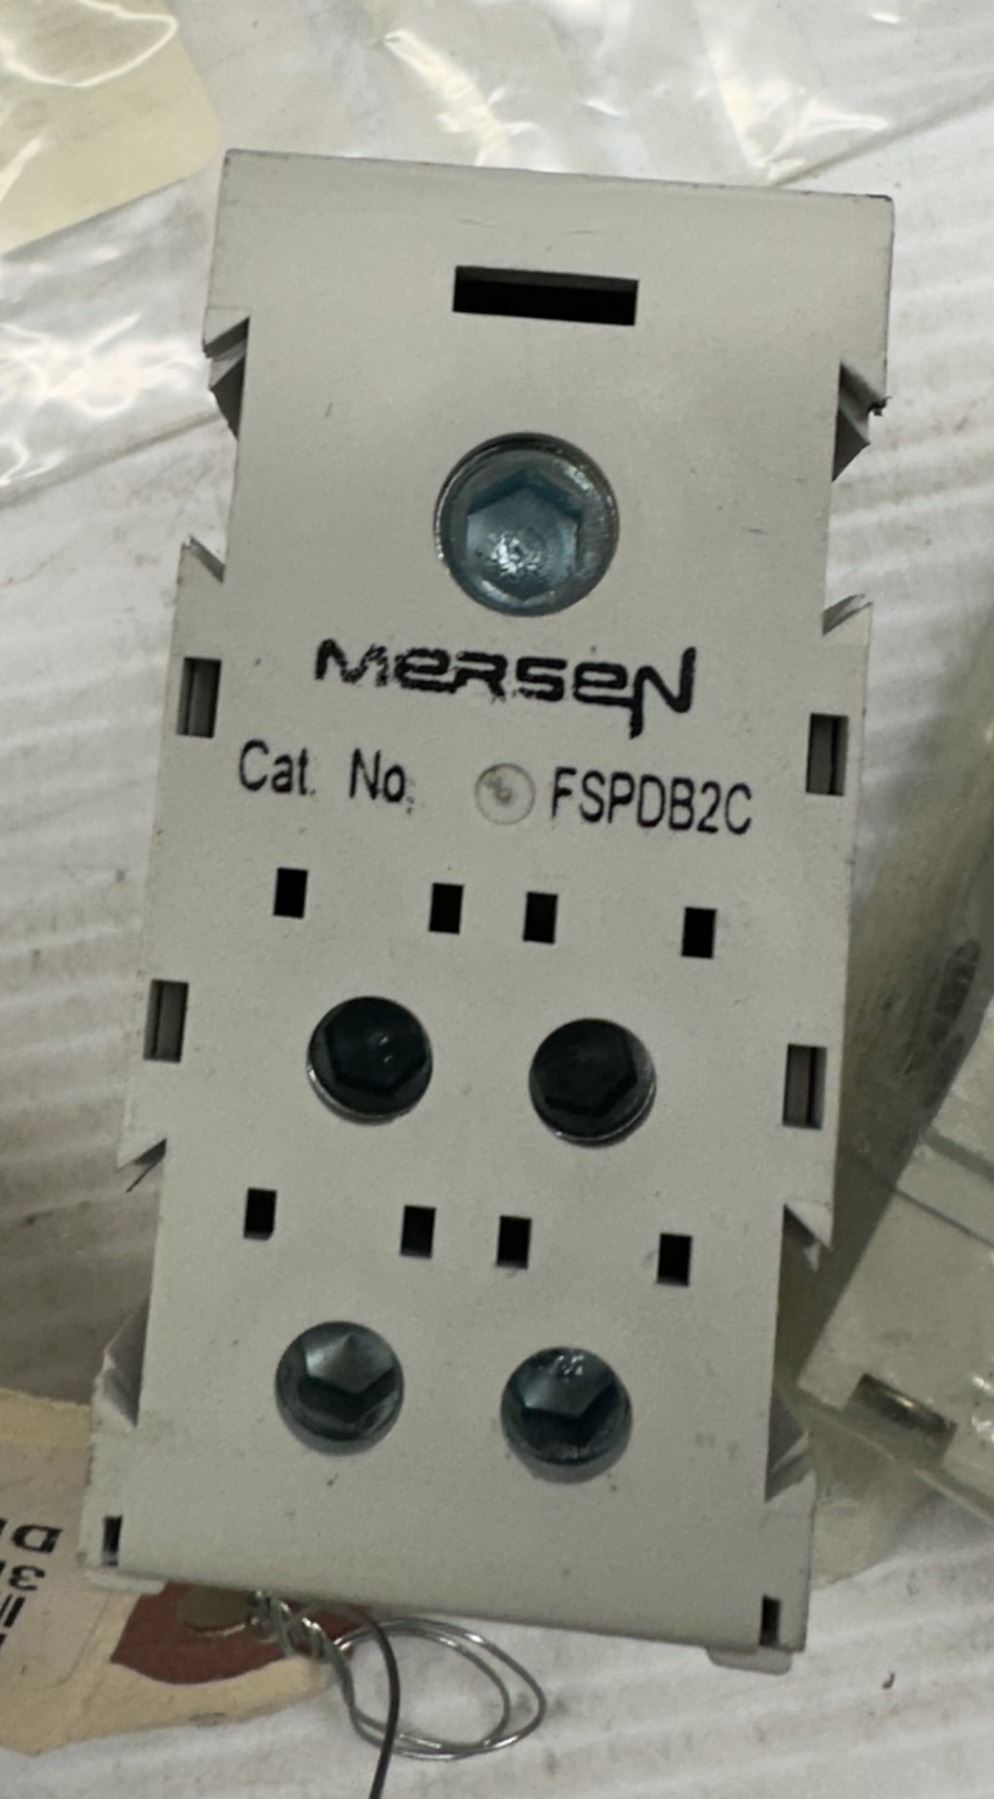 MERSEN
Cat. No. FSPDB2C